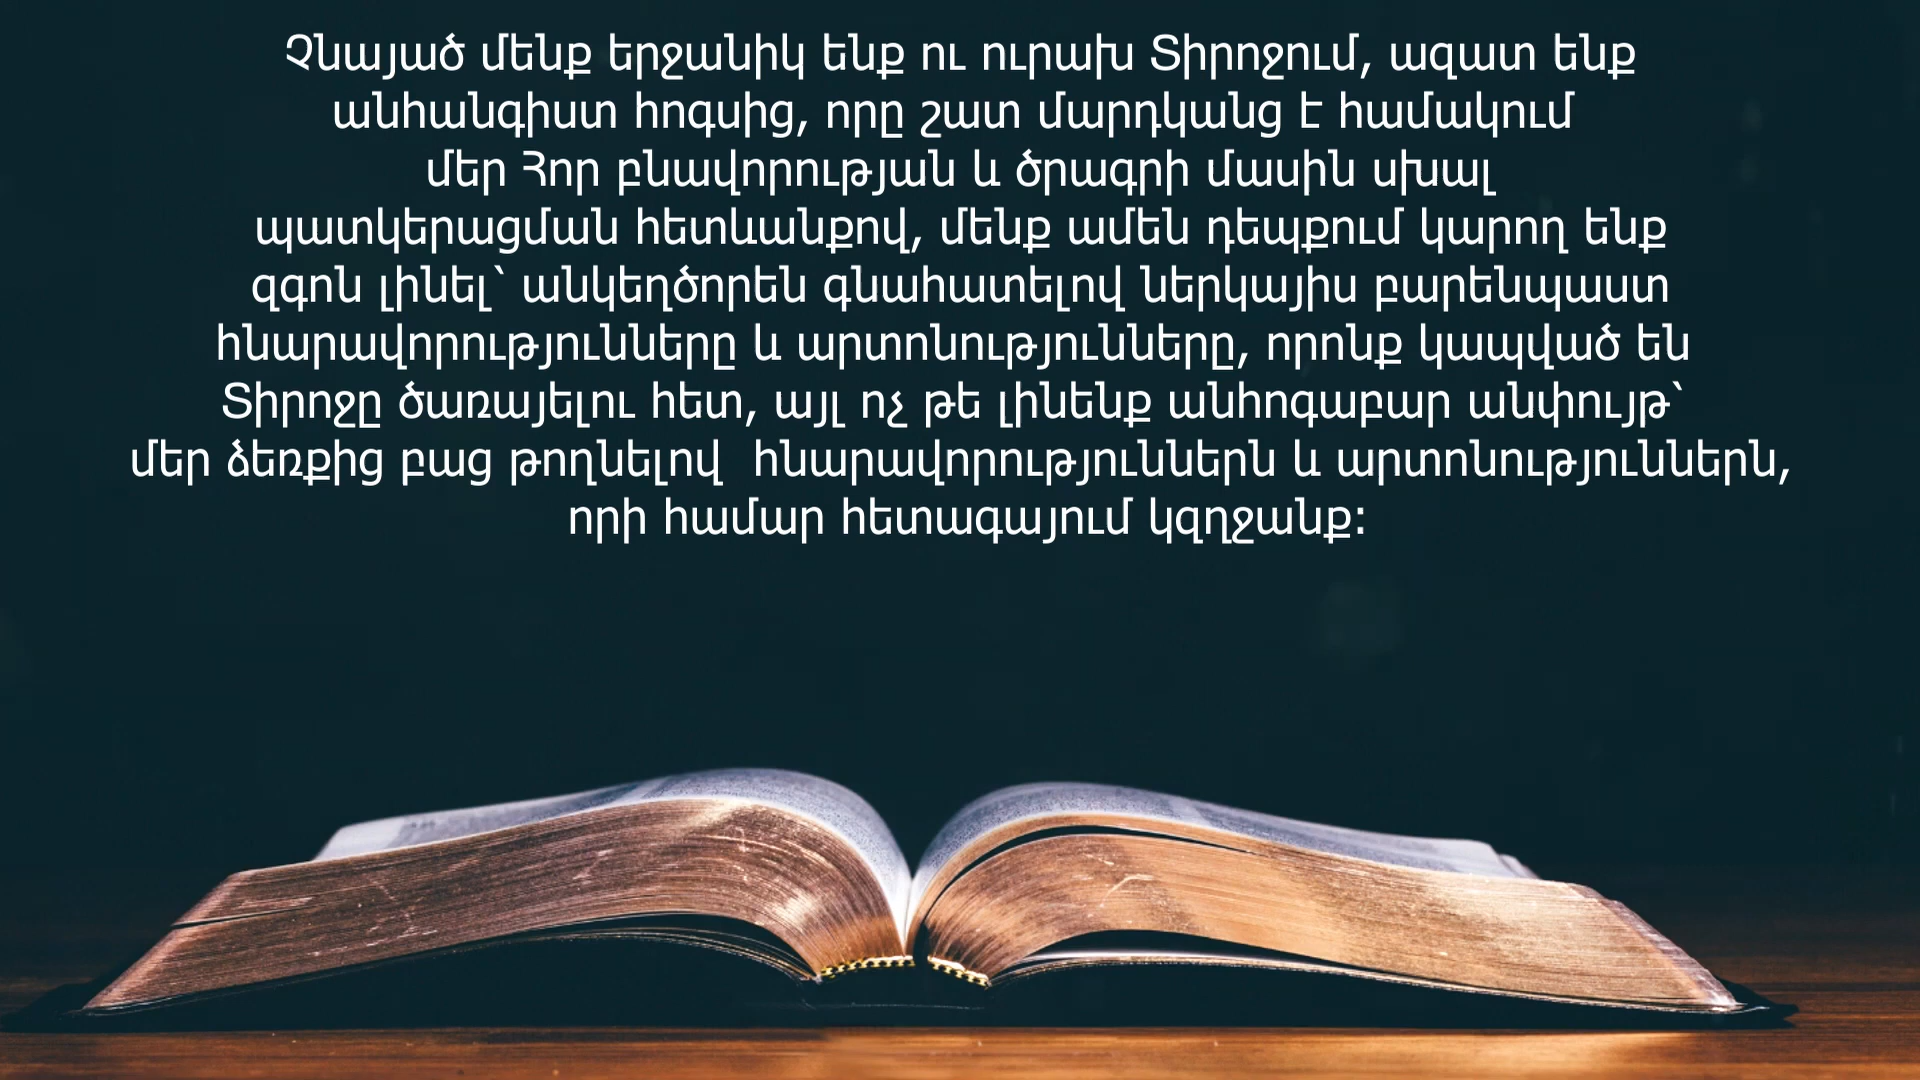 Չնայած մենք երջանիկ ենք ու ուրախ Տիրոջում, ազատ ենք
անհանգիստ հոգսից, որը շատ մարդկանց է համակում
մեր Հոր բնավորության և ծրագրի մասին սխալ
պատկերացման հետևանքով, մենք ամեն դեպքում կարող ենք
զգոն լինել՝ անկեղծորեն գնահատելով ներկայիս բարենպաստ
հնարավորությունները և արտոնությունները, որոնք կապված են
Տիրոջը ծառայելու հետ, այլ ոչ թե լինենք անհոգաբար անփույթ՝
մեր ձեռքից բաց թողնելով  հնարավորություններն և արտոնություններն,
որի համար հետագայում կզղջանք: